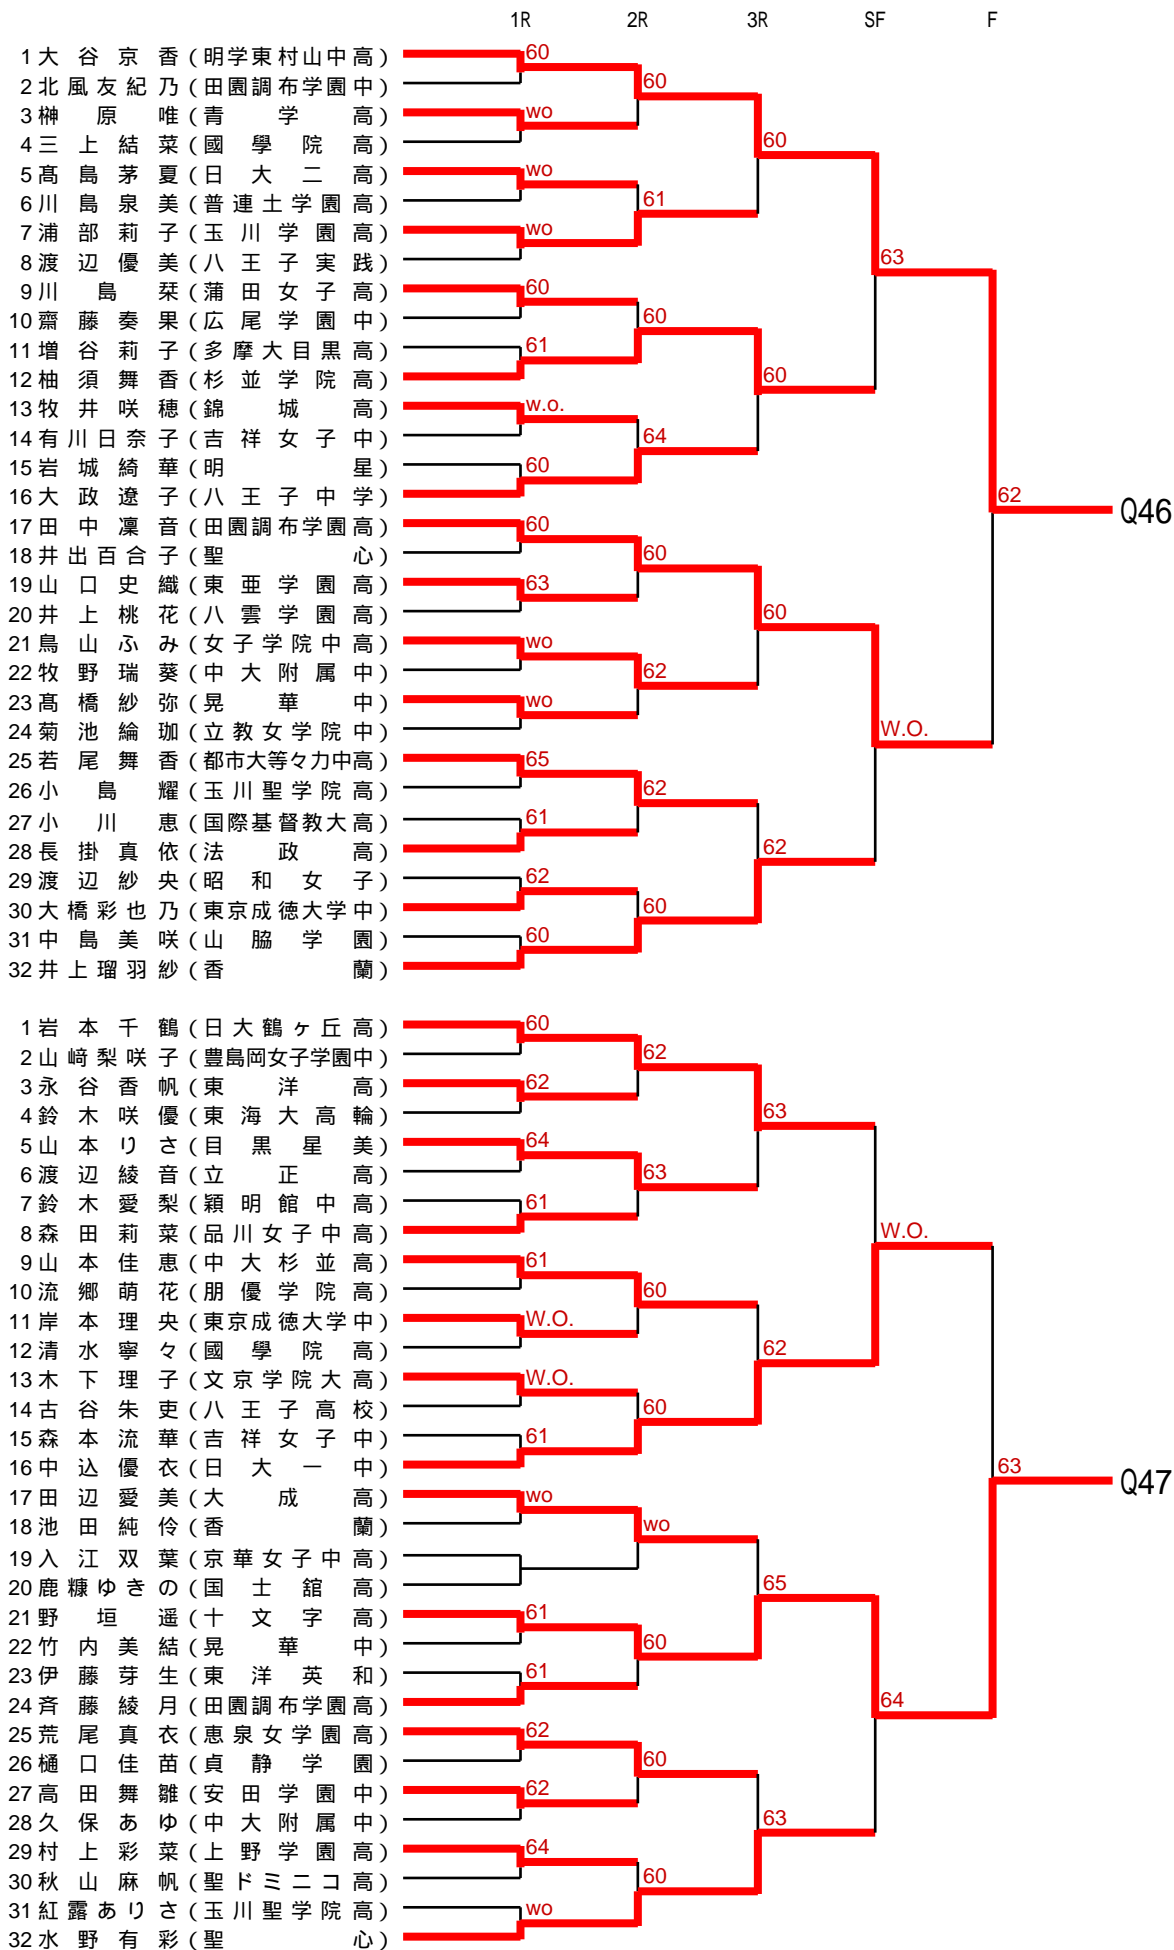 1R 2R 3R SF F
1 大谷京香(明学東村山中高) 60
60
2 北風友紀乃(田園調布学園中)
3 榊原唯(青学高) wo
60
4 三上結菜(國學院高)
5 髙島茅夏(日大二高) wo
61
6 川島泉美(普連土学園高)
7 浦部莉子(玉川学園高) wo
8 渡辺優美(八王子実践) 63
9 川島栞(蒲田女子高) 60
10 齋藤奏果(広尾学園中) 60
11 増谷莉子(多摩大目黒高) 61
12 柚須舞香(杉並学院高) 60
13 牧井咲穂(錦城高) w.o.
14 有川日奈子(吉祥女子中) 64
15 岩城綺華(明星) 60
16 大政遼子(八王子中学) 62
Q46
17 田中凜音(田園調布学園高) 60
18 井出百合子(聖心) 60
19 山口史織(東亜学園高) 63
20 井上桃花(八雲学園高) 60
21 鳥山ふみ(女子学院中高) wo
22 牧野瑞葵(中大附属中) 62
23 髙橋紗弥(晃華中) wo
24 菊池綸珈(立教女学院中) W.O.
25 若尾舞香(都市大等々力中高) 65
26 小島耀(玉川聖学院高) 62
27 小川恵(国際基督教大高) 61
28 長掛真依(法政高) 62
29 渡辺紗央(昭和女子) 62
30 大橋彩也乃(東京成徳大学中) 60
31 中島美咲(山脇学園) 60
32 井上瑠羽紗(香蘭)
1 岩本千鶴(日大鶴ヶ丘高) 60
2 山﨑梨咲子(豊島岡女子学園中) 62
3 永谷香帆(東洋高) 62
4 鈴木咲優(東海大高輪) 63
5 山本りさ(目黒星美) 64
6 渡辺綾音(立正高) 63
7 鈴木愛梨(穎明館中高) 61
8 森田莉菜(品川女子中高) W.O.
9 山本佳恵(中大杉並高) 61
10 流郷萌花(朋優学院高) 60
11 岸本理央(東京成徳大学中) W.O.
12 清水寧々(國學院高) 62
13 木下理子(文京学院大高) W.O.
14 古谷朱吏(八王子高校) 60
15 森本流華(吉祥女子中) 61
16 中込優衣(日大一中) 63
Q47
17 田辺愛美(大成高) wo
18 池田純伶(香蘭) wo
19 入江双葉(京華女子中高)
20 鹿糠ゆきの(国士舘高) 65
21 野垣遥(十文字高) 61
22 竹内美結(晃華中) 60
23 伊藤芽生(東洋英和) 61
24 斉藤綾月(田園調布学園高) 64
25 荒尾真衣(恵泉女学園高) 62
26 樋口佳苗(貞静学園) 60
27 高田舞雛(安田学園中) 62
28 久保あゆ(中大附属中) 63
29 村上彩菜(上野学園高) 64
30 秋山麻帆(聖ドミニコ高) 60
31 紅露ありさ(玉川聖学院高) wo
32 水野有彩(聖心)